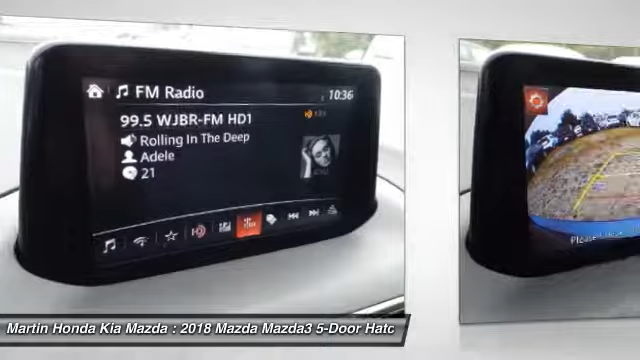 FM Radio
10:36
99.5 WJBR-FM HD1
Rolling In The Deep
Adele
21
Martin Honda Kia Mazda : 2018 Mazda Mazda3 5-Door Hatc